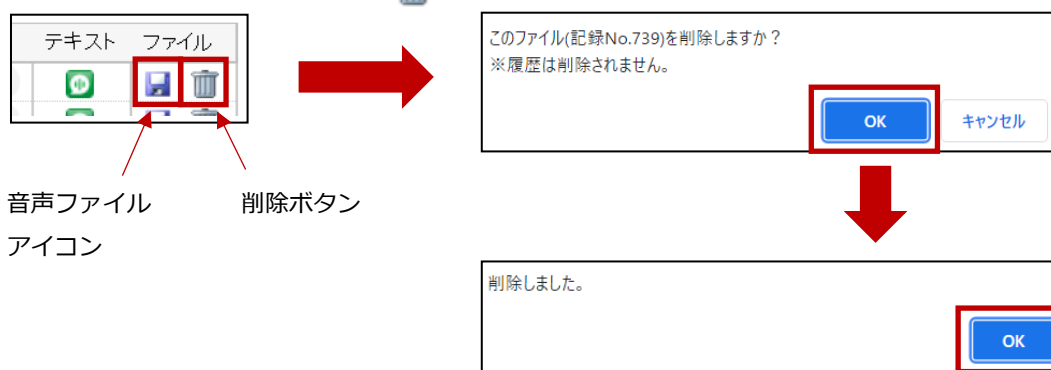 テキスト ファイル
音声ファイル
アイコン
削除ボタン
このファイル(記録No.739)を削除しますか？
※履歴は削除されません。
OK キャンセル
削除しました。
OK